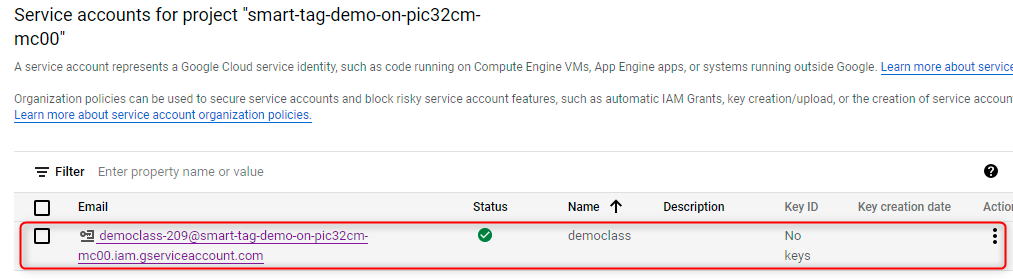 Service accounts for project "smart-tag-demo-on-pic32cm-
mc00"
A service account represents a Google Cloud service identity, such as code running on Compute Engine VMs, App Engine apps, or systems running outside Google. Learn more about service
Organization policies can be used to secure service accounts and block risky service account features, such as automatic IAM Grants, key creation/upload, or the creation of service accoun
Learn more about service account organization policies.
Filter Enter property name or value
Email Status Name Description Key ID Key creation date Action
democlass-209@smart-tag-demo-on-pic32cm- democlass No
mc00.iam.gserviceaccount.com keys